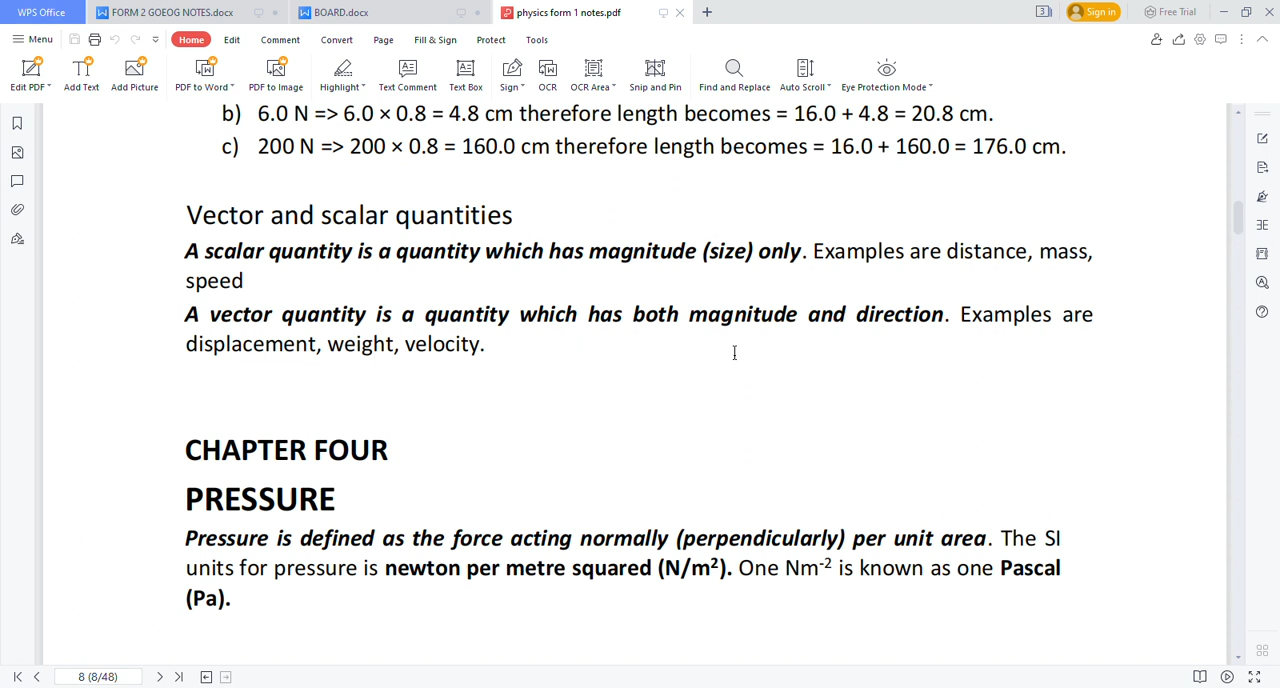 WPS Office FORM 2 GOEOG NOTES.docx BOARD.docx physics form 1 notes.pdf 3 Sign in Free Trial
Menu Home Edit Comment Convert Page Fill & Sign Protect Tools
Edit PDF Add Text Add Picture PDF to Word PDF to Image Highlight Text Comment Text Box Sign OCR OCR Area Snip and Pin Find and Replace Auto Scroll Eye Protection Mode
b) 6.0 N => 6.0 × 0.8 = 4.8 cm therefore length becomes = 16.0 + 4.8 = 20.8 cm.
c) 200 N => 200 × 0.8 = 160.0 cm therefore length becomes = 16.0 + 160.0 = 176.0 cm.
Vector and scalar quantities
A scalar quantity is a quantity which has magnitude (size) only. Examples are distance, mass,
speed
A vector quantity is a quantity which has both magnitude and direction. Examples are
displacement, weight, velocity.
CHAPTER FOUR
PRESSURE
Pressure is defined as the force acting normally (perpendicularly) per unit area. The SI
units for pressure is newton per metre squared (N/m²). One Nm⁻² is known as one Pascal
(Pa).
8 (8/48)